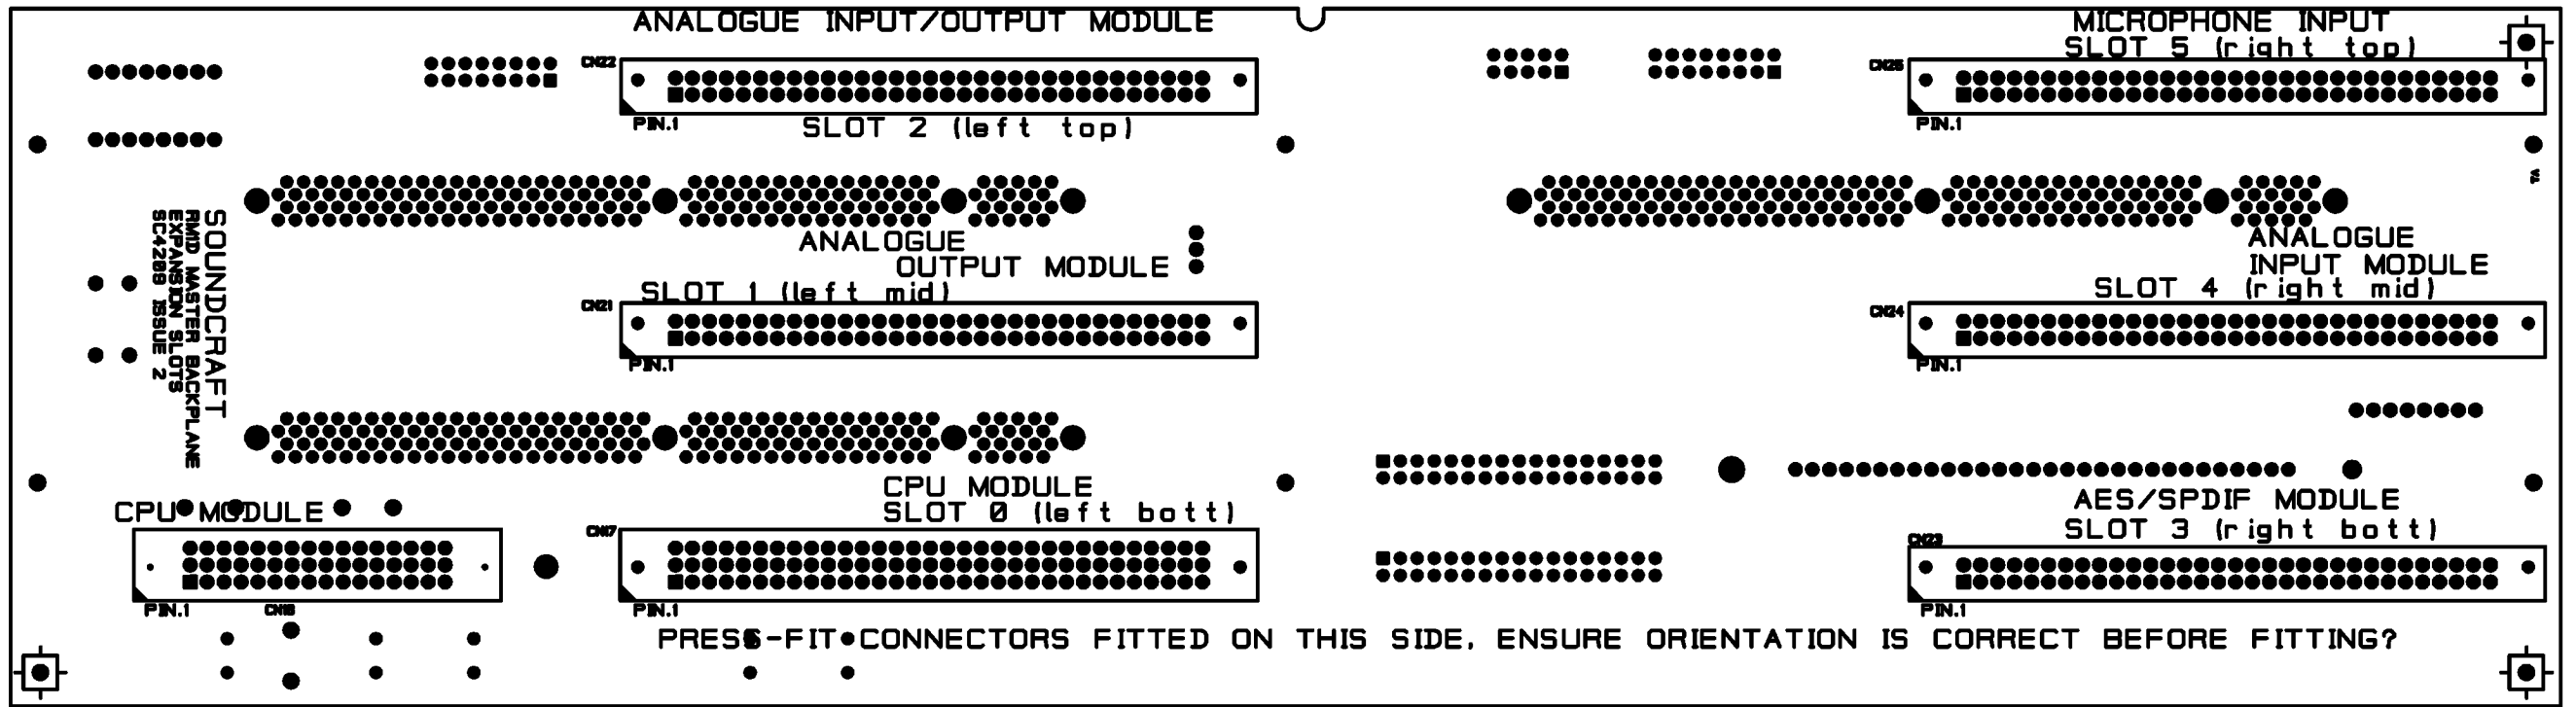 ANALOGUE INPUT/OUTPUT MODULE
CN22
PIN.1
SLOT 2 (left top)
MICROPHONE INPUT
SLOT 5 (right top)
CN25
PIN.1
SOUNDCRAFT
RMID MASTER BACKPLANE
EXPANSION SLOTS
SC4209 ISSUE 2
ANALOGUE
OUTPUT MODULE
SLOT 1 (left mid)
CN21
PIN.1
ANALOGUE
INPUT MODULE
SLOT 4 (right mid)
CN24
PIN.1
CPU MODULE
PIN.1
CPU MODULE
SLOT 0 (left bott)
CN17
PIN.1
AES/SPDIF MODULE
SLOT 3 (right bott)
CN23
PIN.1
PRESS-FIT CONNECTORS FITTED ON THIS SIDE, ENSURE ORIENTATION IS CORRECT BEFORE FITTING?